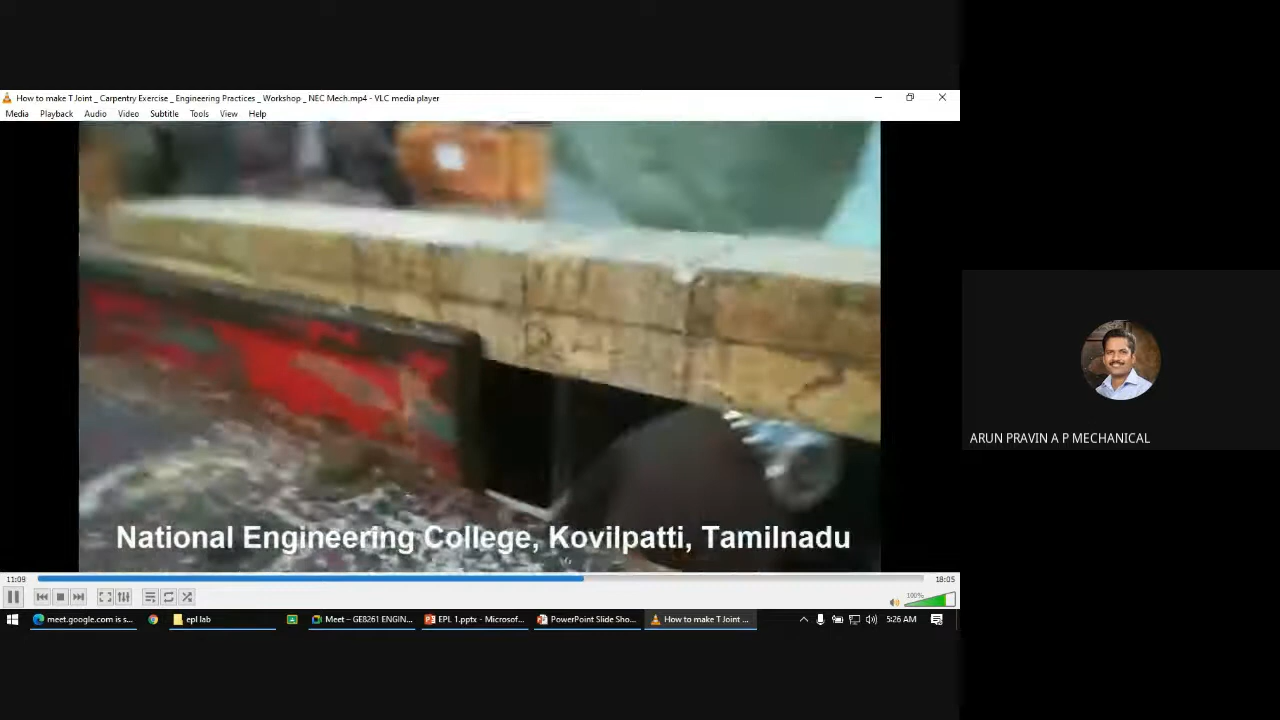 How to make T Joint _ Carpentry Exercise _ Engineering Practices _ Workshop _ NEC Mech.mp4 - VLC media player
Media Playback Audio Video Subtitle Tools View Help
National Engineering College, Kovilpatti, Tamilnadu
11:09
18:05
100%
meet.google.com is s...
epl lab
Meet – GE8261 ENGIN...
EPL 1.pptx - Microsof...
PowerPoint Slide Sho...
How to make T Joint ...
5:26 AM
ARUN PRAVIN A P MECHANICAL